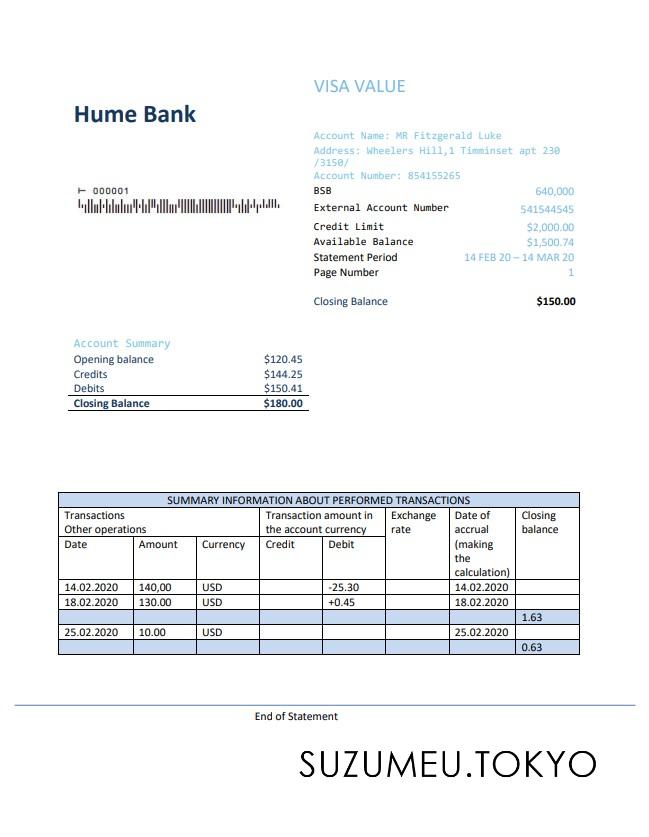 VISA VALUE
Hume Bank
Account Name: MR Fitzgerald Luke
Address: Wheelers Hill,1 Timminset apt 230
/3150/
Account Number: 854155265
000001
BSB 640,000
External Account Number 541544545
Credit Limit $2,000.00
Available Balance $1,500.74
Statement Period 14 FEB 20 – 14 MAR 20
Page Number 1
Closing Balance $150.00
Account Summary
Opening balance $120.45
Credits $144.25
Debits $150.41
Closing Balance $180.00
SUMMARY INFORMATION ABOUT PERFORMED TRANSACTIONS
Transactions
Other operations
Transaction amount in
the account currency
Exchange
rate
Date of
accrual
(making
the
calculation)
Closing
balance
Date Amount Currency Credit Debit
14.02.2020 140,00 USD -25.30 14.02.2020
18.02.2020 130.00 USD +0.45 18.02.2020
1.63
25.02.2020 10.00 USD 25.02.2020
0.63
End of Statement
SUZUMEU.TOKYO